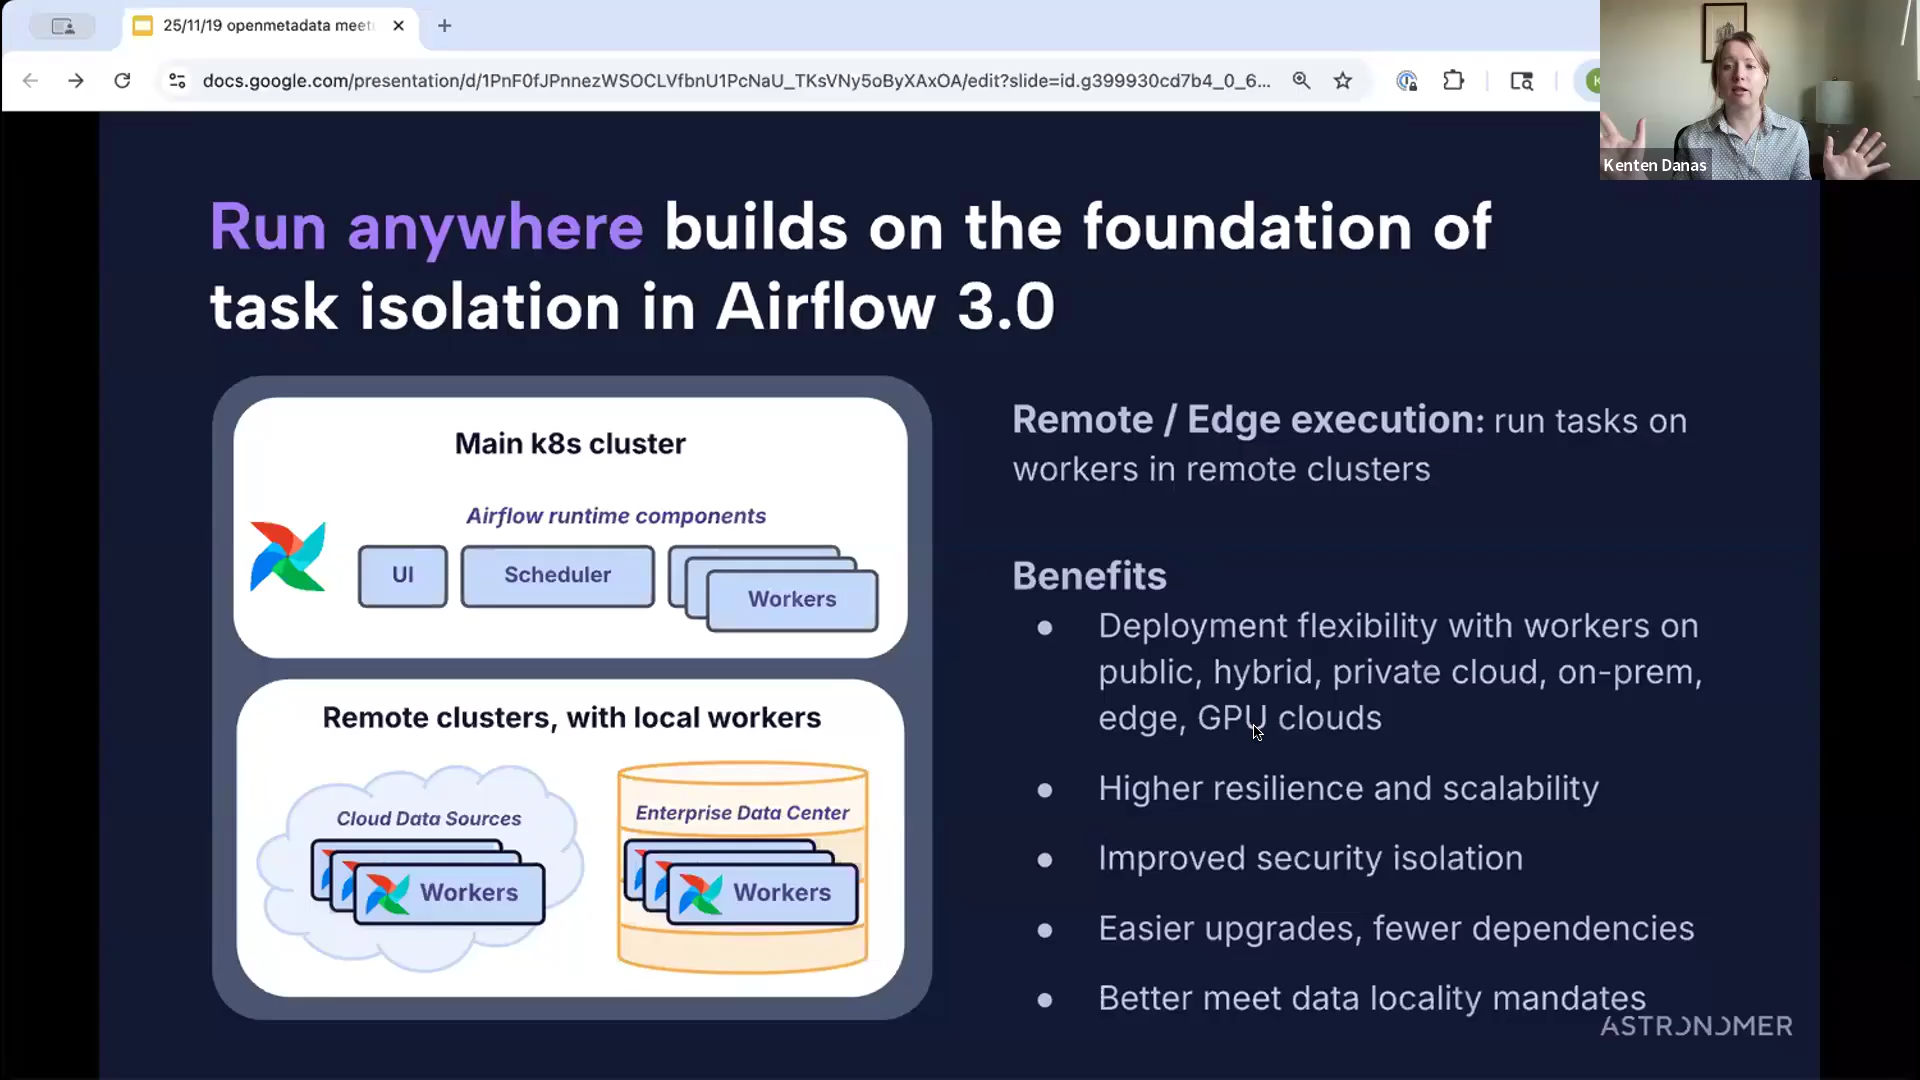 25/11/19 openmetadata meet
docs.google.com/presentation/d/1PnF0fJPnnezWSOCLVfbnU1PcNaU_TKsVNy5oByXAxOA/edit?slide=id.g399930cd7b4_0_6...
K
Kenten Danas
Run anywhere builds on the foundation of
task isolation in Airflow 3.0
Main k8s cluster
Airflow runtime components
UI
Scheduler
Workers
Remote clusters, with local workers
Cloud Data Sources
Workers
Enterprise Data Center
Workers
Remote / Edge execution: run tasks on
workers in remote clusters
Benefits
● Deployment flexibility with workers on
public, hybrid, private cloud, on-prem,
edge, GPU clouds
● Higher resilience and scalability
● Improved security isolation
● Easier upgrades, fewer dependencies
● Better meet data locality mandates
ASTRONOMER